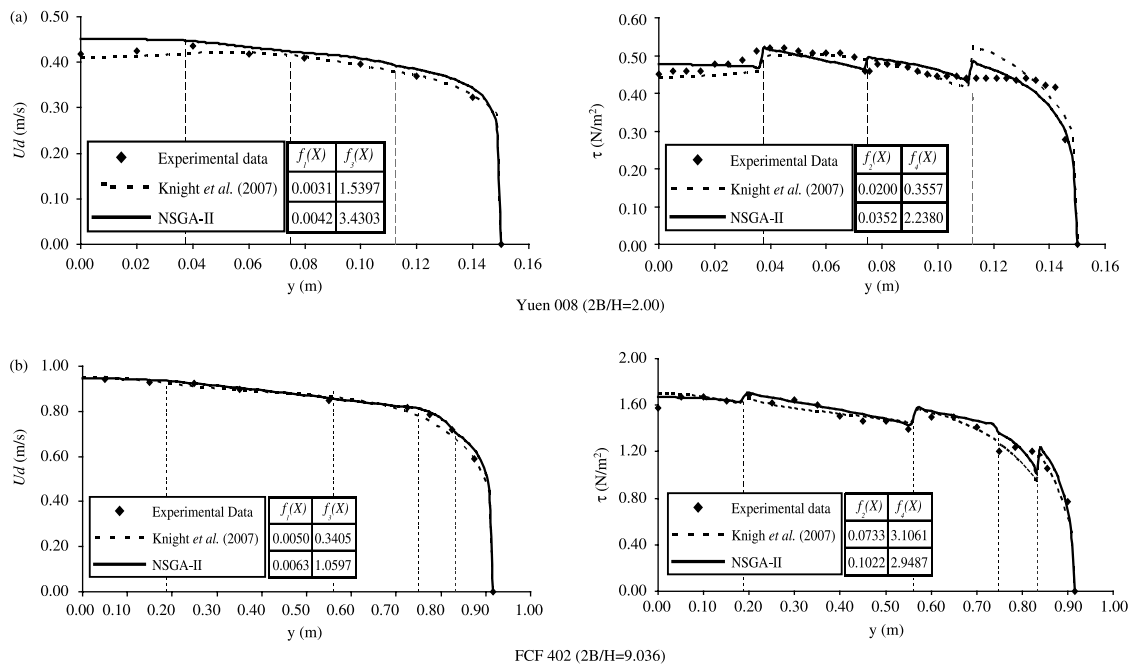 (a)
0.50
0.40
0.30
0.20
0.10
0.00
Ud (m/s)
0.00 0.02 0.04 0.06 0.08 0.10 0.12 0.14 0.16
y (m)
Experimental data
Knight et al. (2007)
NSGA-II
f1(X) f3(X)
0.0031 1.5397
0.0042 3.4303
0.60
0.50
0.40
0.30
0.20
0.10
0.00
τ (N/m²)
0.00 0.02 0.04 0.06 0.08 0.10 0.12 0.14 0.16
y (m)
Experimental Data
Knight et al. (2007)
NSGA-II
f2(X) f4(X)
0.0200 0.3557
0.0352 2.2380
Yuen 008 (2B/H=2.00)
(b)
1.00
0.80
0.60
0.40
0.20
0.00
Ud (m/s)
0.00 0.10 0.20 0.30 0.40 0.50 0.60 0.70 0.80 0.90 1.00
y (m)
Experimental Data
Knight et al. (2007)
NSGA-II
f1(X) f3(X)
0.0050 0.3405
0.0063 1.0597
2.00
1.60
1.20
0.80
0.40
0.00
τ (N/m²)
0.00 0.10 0.20 0.30 0.40 0.50 0.60 0.70 0.80 0.90 1.00
y (m)
Experimental Data
Knigh et al. (2007)
NSGA-II
f2(X) f4(X)
0.0733 3.1061
0.1022 2.9487
FCF 402 (2B/H=9.036)